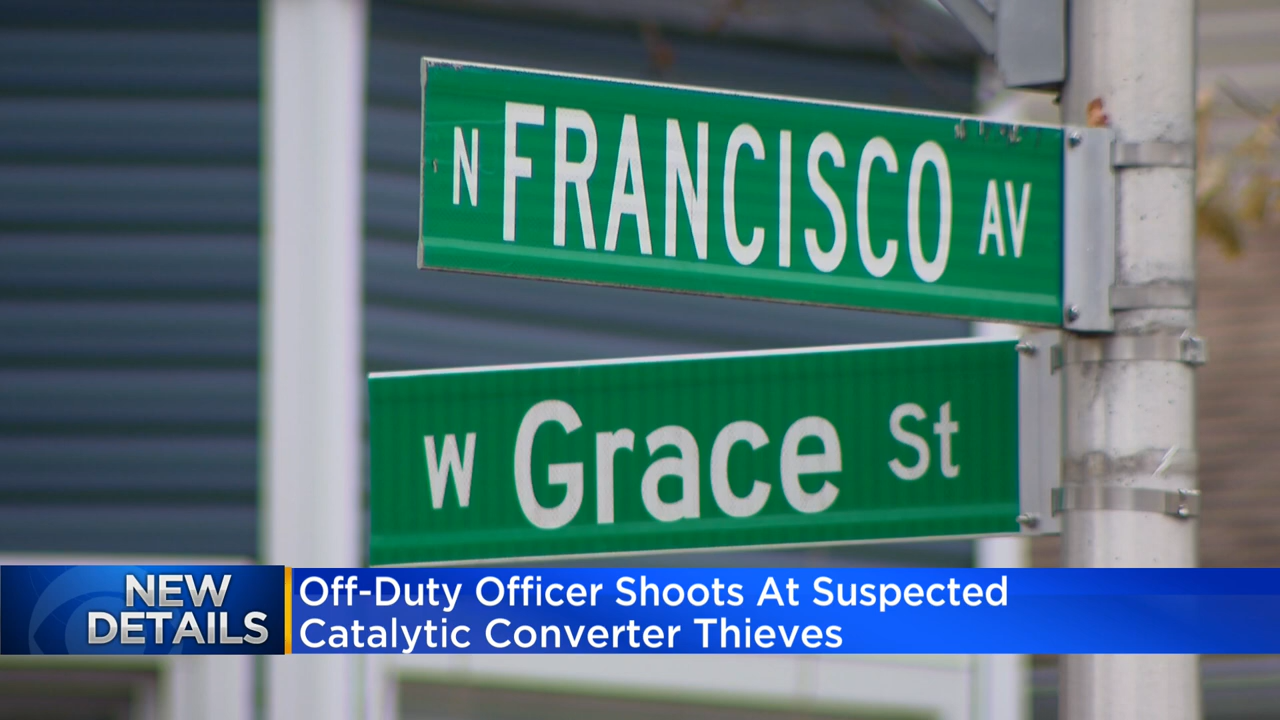 N FRANCISCO AV
W Grace St
NEW
DETAILS
Off-Duty Officer Shoots At Suspected
Catalytic Converter Thieves